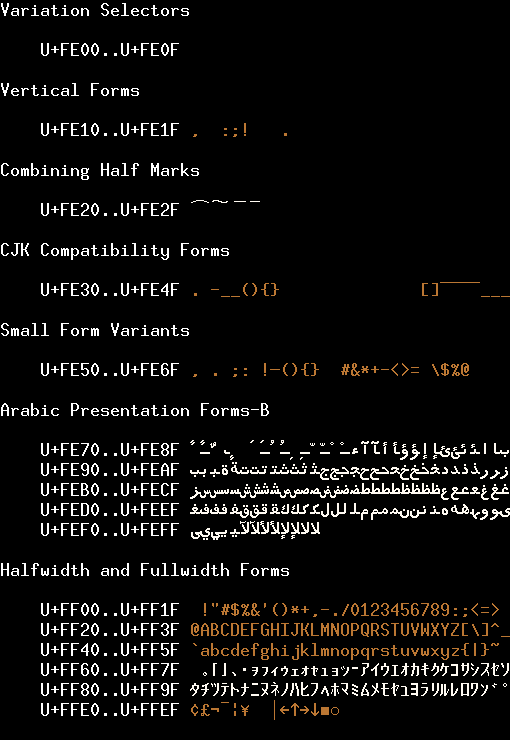 Variation Selectors
U+FE00..U+FE0F
Vertical Forms
U+FE10..U+FE1F , :;! .
Combining Half Marks
U+FE20..U+FE2F
CJK Compatibility Forms
U+FE30..U+FE4F . -__(){} []‾‾‾‾___
Small Form Variants
U+FE50..U+FE6F , . ;: !-(){} #&*+-<>= \$%@
Arabic Presentation Forms-B
U+FE70..U+FE8F
U+FE90..U+FEAF
U+FEB0..U+FECF
U+FED0..U+FEEF
U+FEF0..U+FEFF
Halfwidth and Fullwidth Forms
U+FF00..U+FF1F !"#$%&'()*+,-./0123456789:;<=>
U+FF20..U+FF3F @ABCDEFGHIJKLMNOPQRSTUVWXYZ[\]^_
U+FF40..U+FF5F `abcdefghijklmnopqrstuvwxyz{|}~
U+FF60..U+FF7F ｡｢｣､･ｦｧｨｩｪｫｬｭｮｯｰｱｲｳｴｵｶｷｸｹｺｻｼｽｾｿ
U+FF80..U+FF9F ﾀﾁﾂﾃﾄﾅﾆﾇﾈﾉﾊﾋﾌﾍﾎﾏﾐﾑﾒﾓﾔﾕﾖﾗﾘﾙﾚﾛﾜﾝﾞﾟ
U+FFE0..U+FFEF ¢£¬¯¦¥ │←↑→↓■○